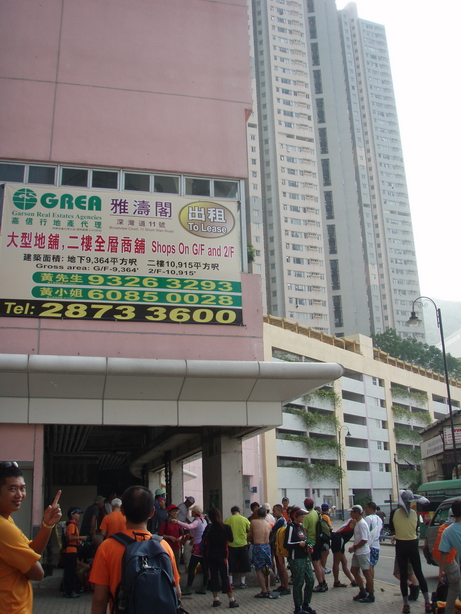 GREA
Garson Real Estates Agencies
嘉信行地產代理
雅濤閣
深灣道11號
出租
To Lease
大型地舖,二樓全層商舖 Shops On G/F and 2/F
建築面積:地下9,364平方呎 二樓10,915平方呎
Gross area: G/F-9,364' 2/F-10,915'
黃先生 9326 3293
黃小姐 6085 0028
Tel: 2873 3600